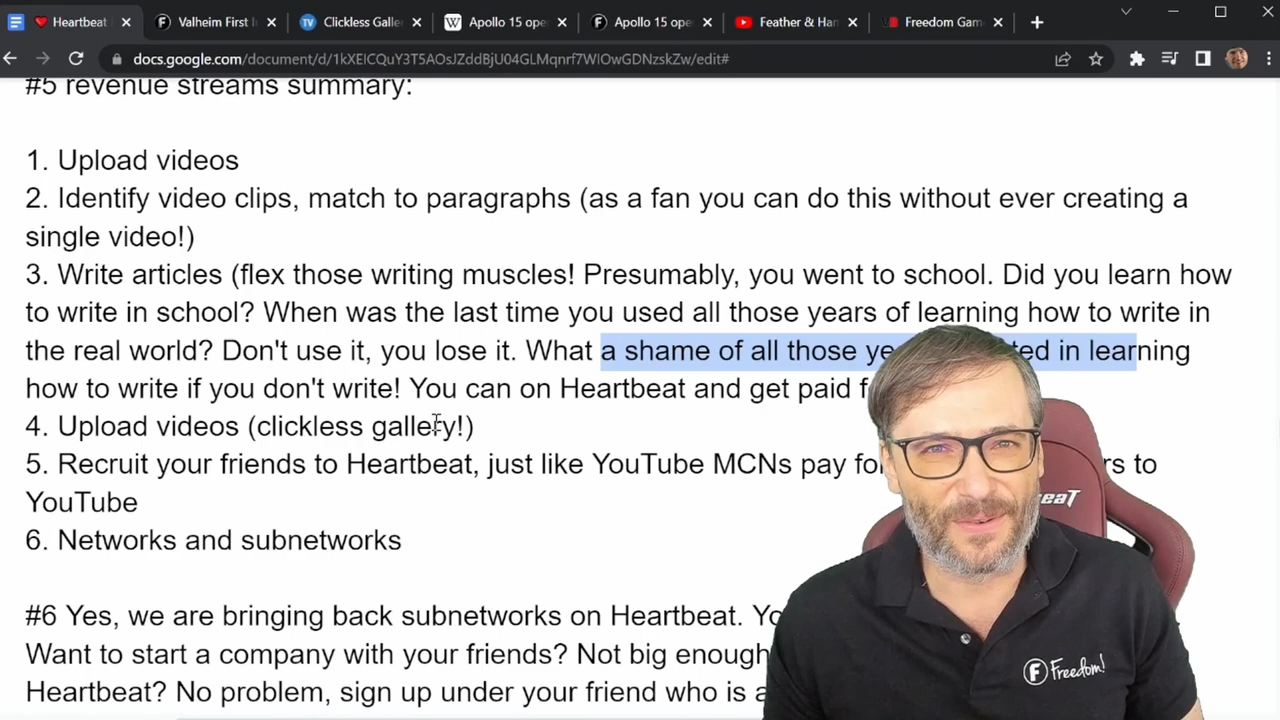 Heartbeat
Valheim First I
Clickless Galle
Apollo 15 ope
Apollo 15 ope
Feather & Har
Freedom Gam
docs.google.com/document/d/1kXElCQuY3T5AOsJZddBjU04GLMqnrf7WIOwGDNzskZw/edit#
#5 revenue streams summary:
1. Upload videos
2. Identify video clips, match to paragraphs (as a fan you can do this without ever creating a
single video!)
3. Write articles (flex those writing muscles! Presumably, you went to school. Did you learn how
to write in school? When was the last time you used all those years of learning how to write in
the real world? Don't use it, you lose it. What a shame of all those ye ted in learning
how to write if you don't write! You can on Heartbeat and get paid f
4. Upload videos (clickless gallery!)
5. Recruit your friends to Heartbeat, just like YouTube MCNs pay fo rs to
YouTube
6. Networks and subnetworks
#6 Yes, we are bringing back subnetworks on Heartbeat. Yo
Want to start a company with your friends? Not big enough
Heartbeat? No problem, sign up under your friend who is a
F Freedom!